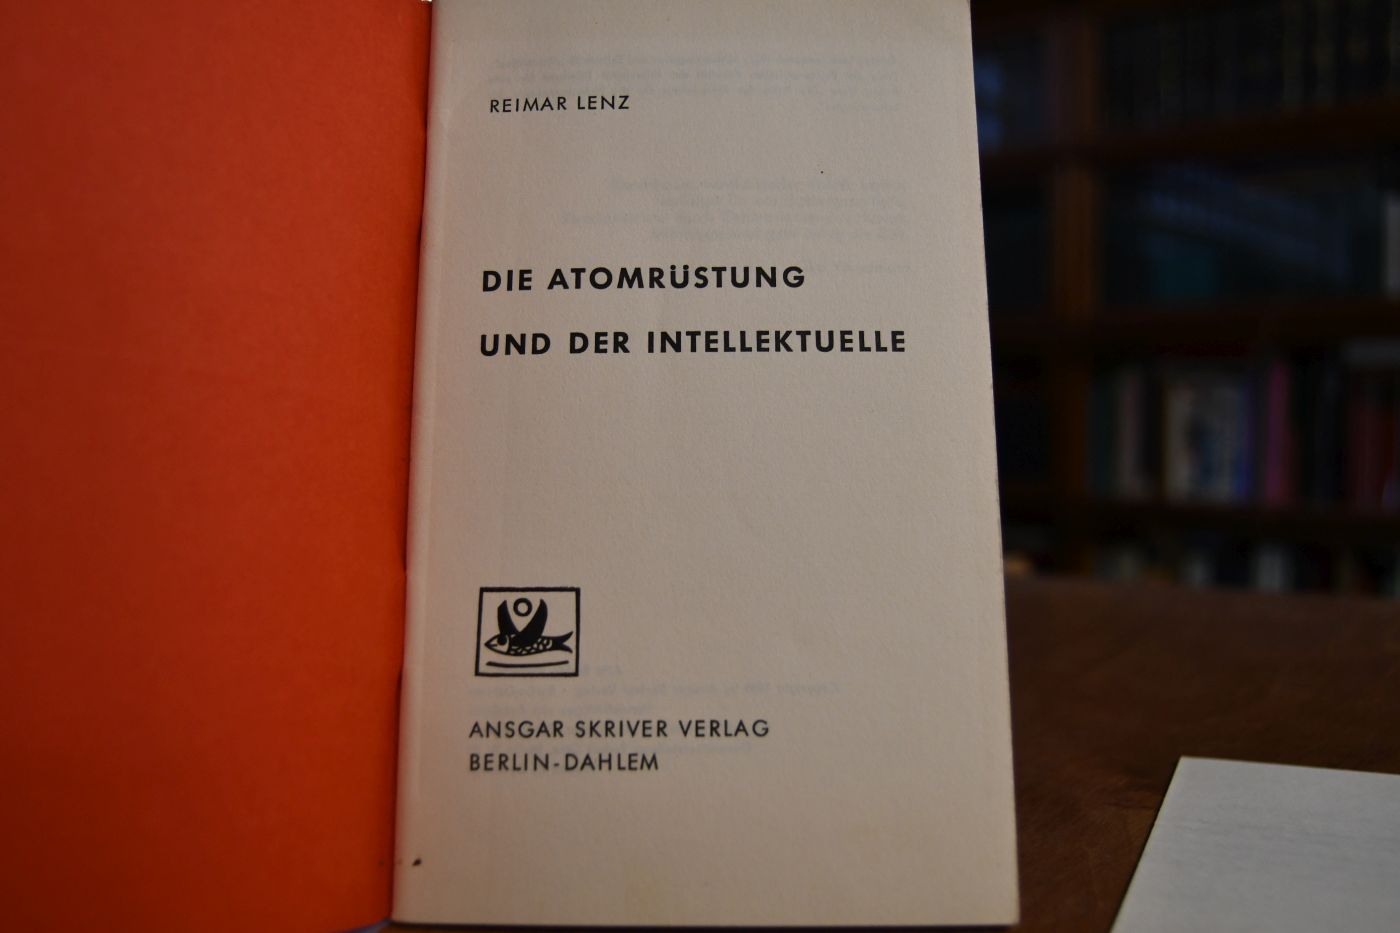 REIMAR LENZ
DIE ATOMRÜSTUNG
UND DER INTELLEKTUELLE
ANSGAR SKRIVER VERLAG
BERLIN-DAHLEM